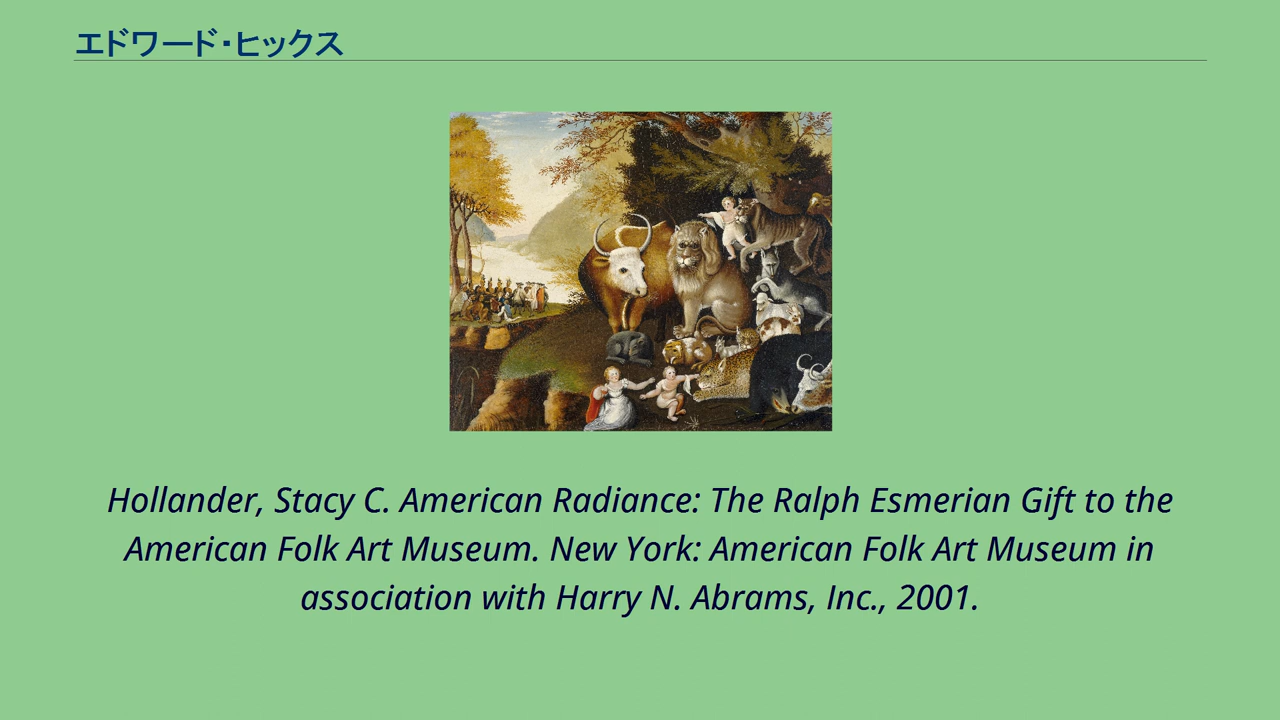 エドワード・ヒックス
Hollander, Stacy C. American Radiance: The Ralph Esmerian Gift to the
American Folk Art Museum. New York: American Folk Art Museum in
association with Harry N. Abrams, Inc., 2001.